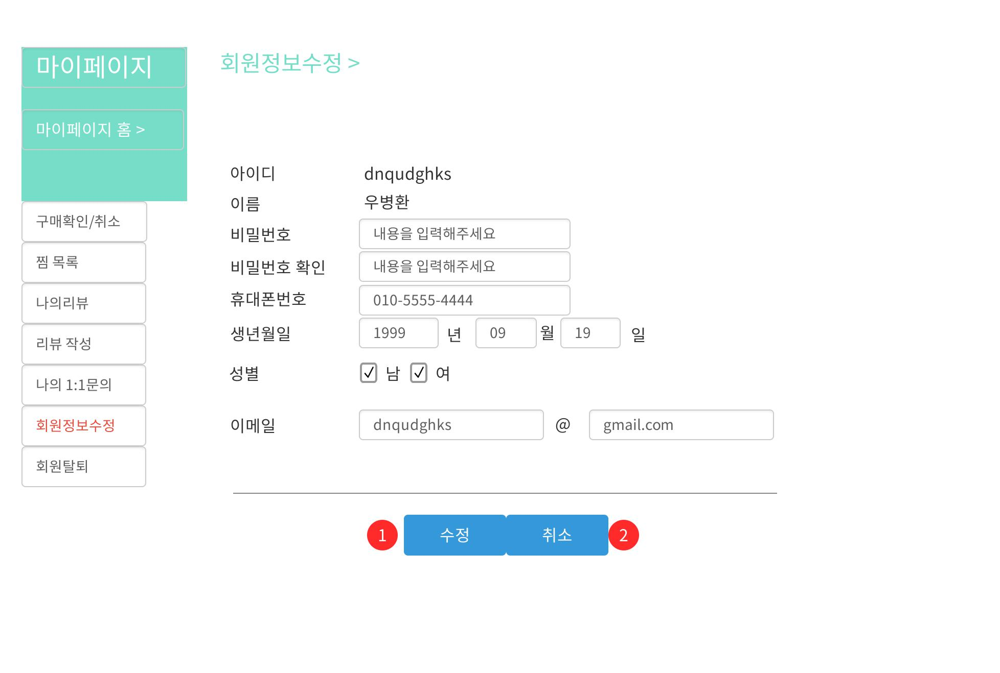 마이페이지
마이페이지 홈 >
구매확인/취소
찜 목록
나의리뷰
리뷰 작성
나의 1:1문의
회원정보수정
회원탈퇴
회원정보수정 >
아이디 dnqudghks
이름 우병환
비밀번호 내용을 입력해주세요
비밀번호 확인 내용을 입력해주세요
휴대폰번호 010-5555-4444
생년월일 1999 년 09 월 19 일
성별 남 여
이메일 dnqudghks @ gmail.com
1 수정 취소 2